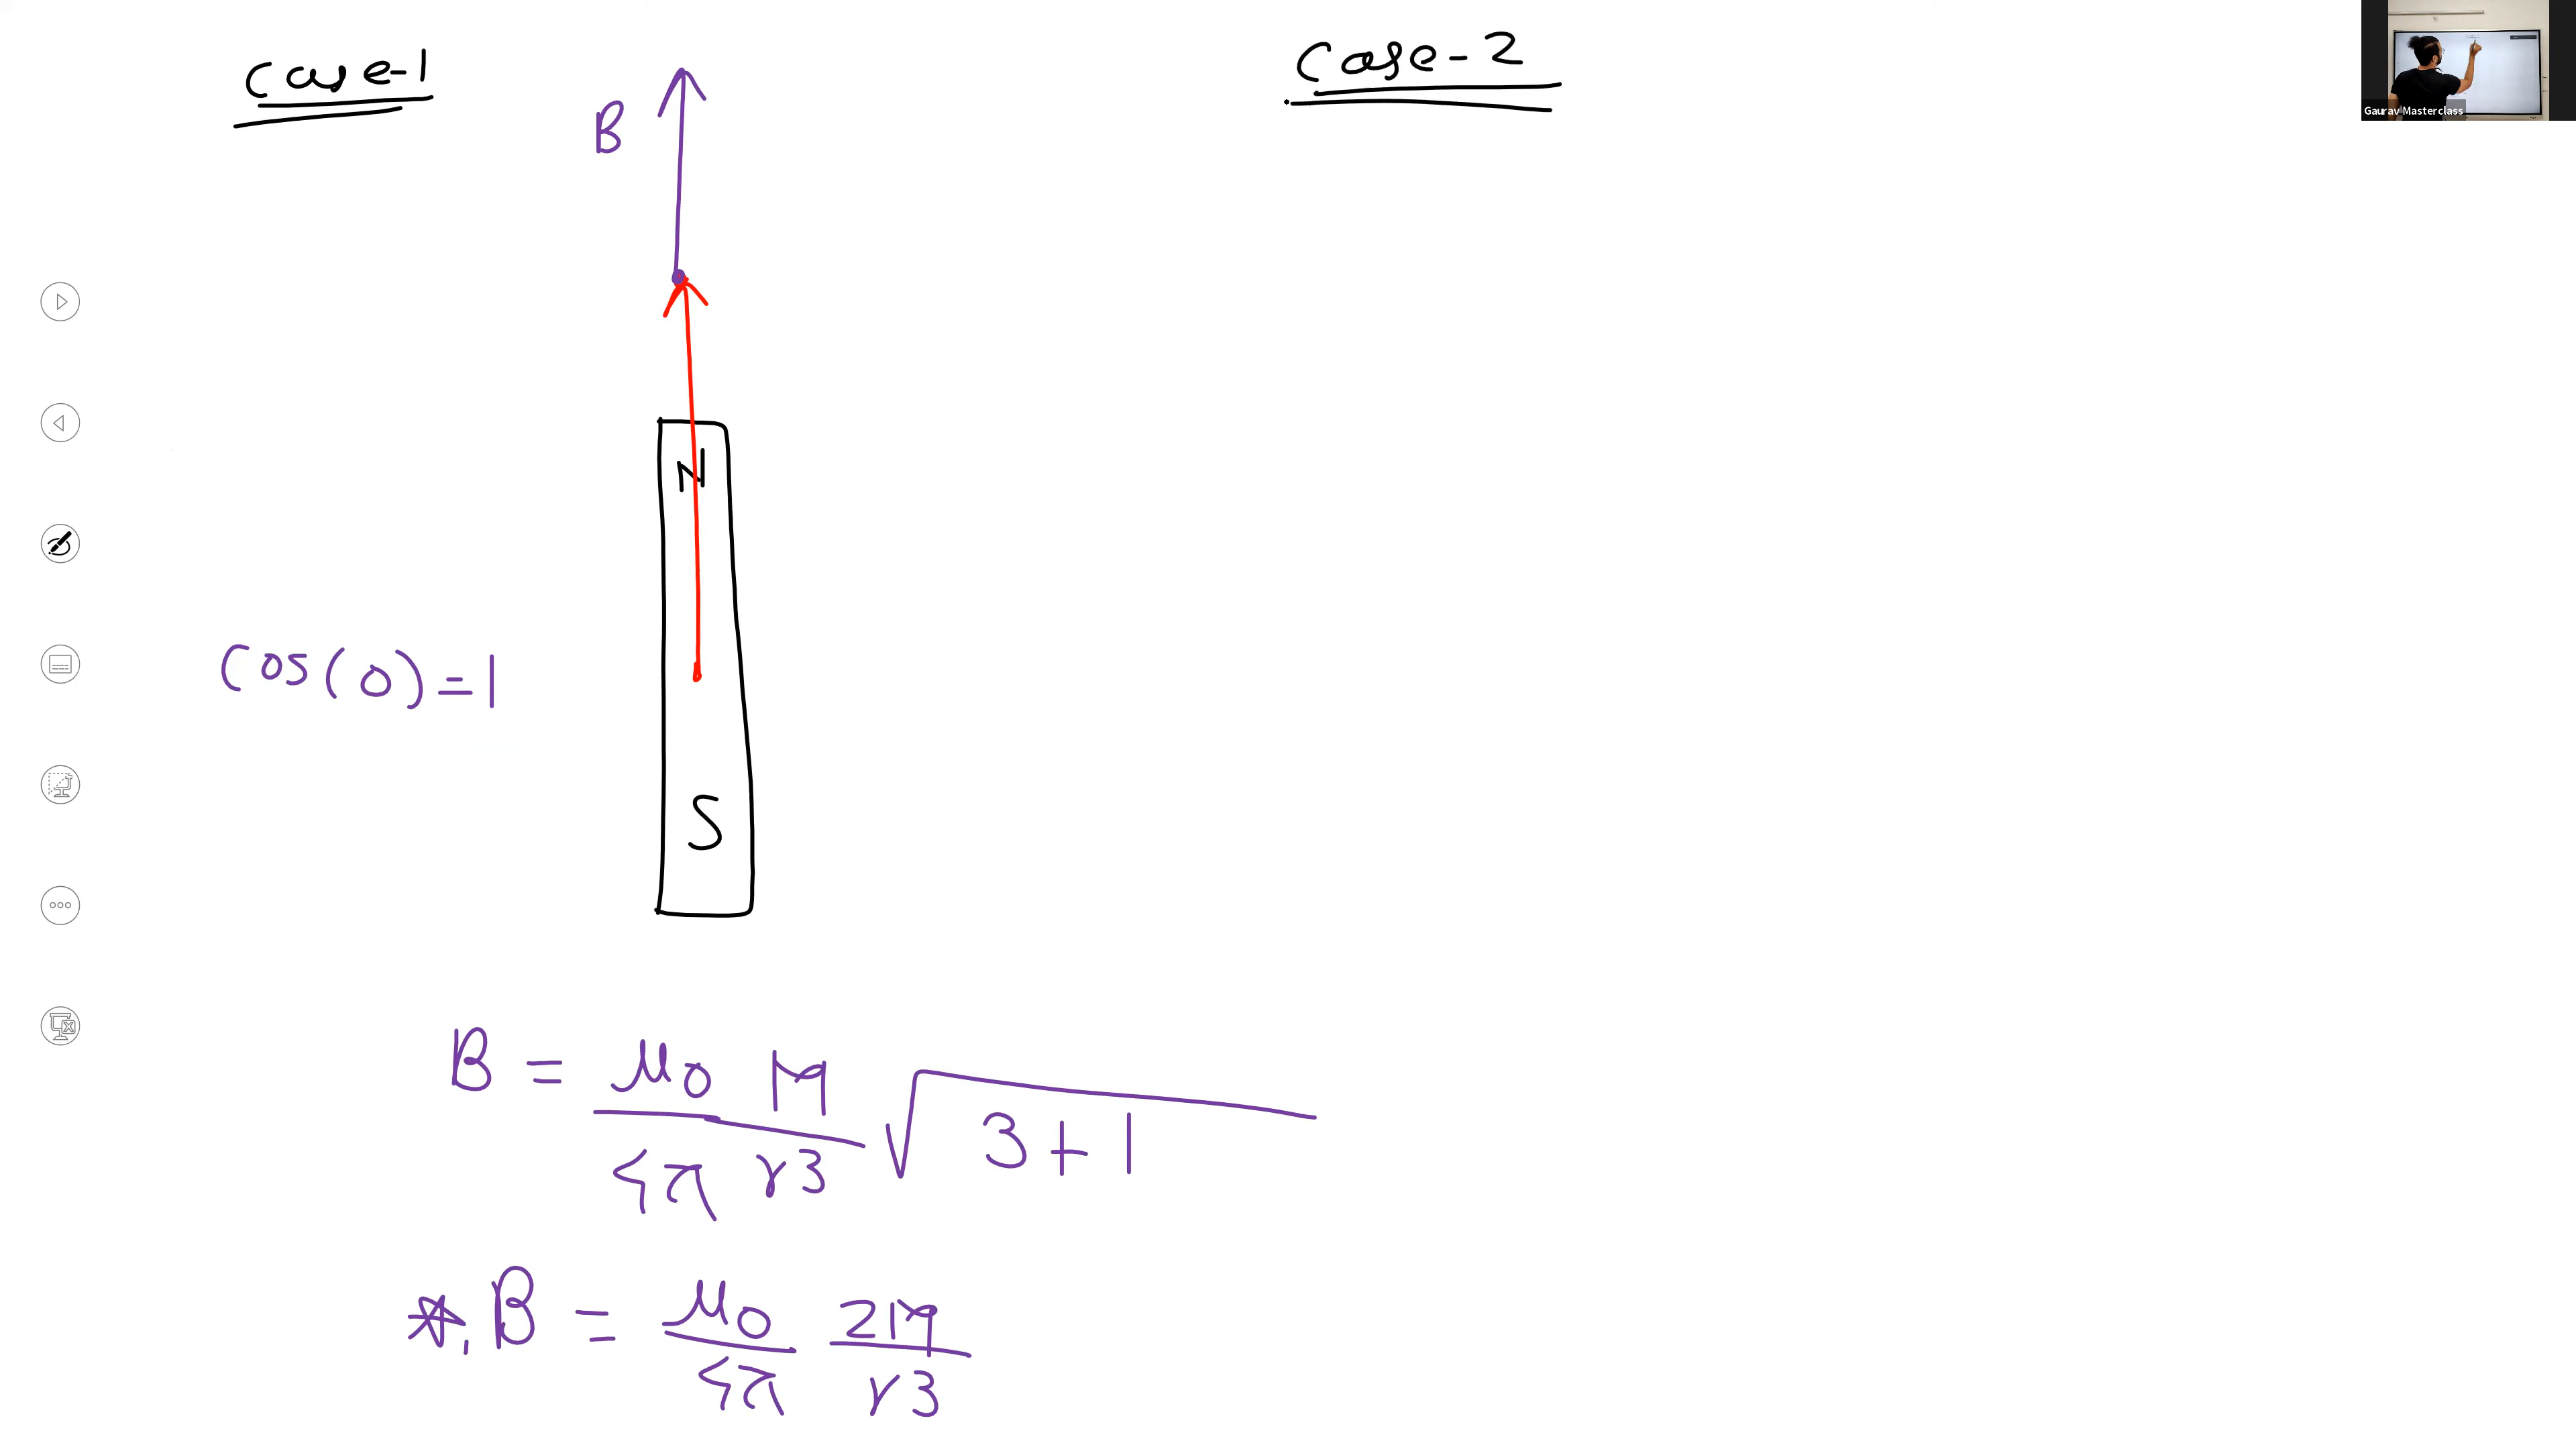 Case-1
Case-2
Gaurav Masterclass
B
N
cos(0)=1
S
B = μ0 M / 4π r3 √ 3+1
*. B = μ0 / 4π 2M / r3